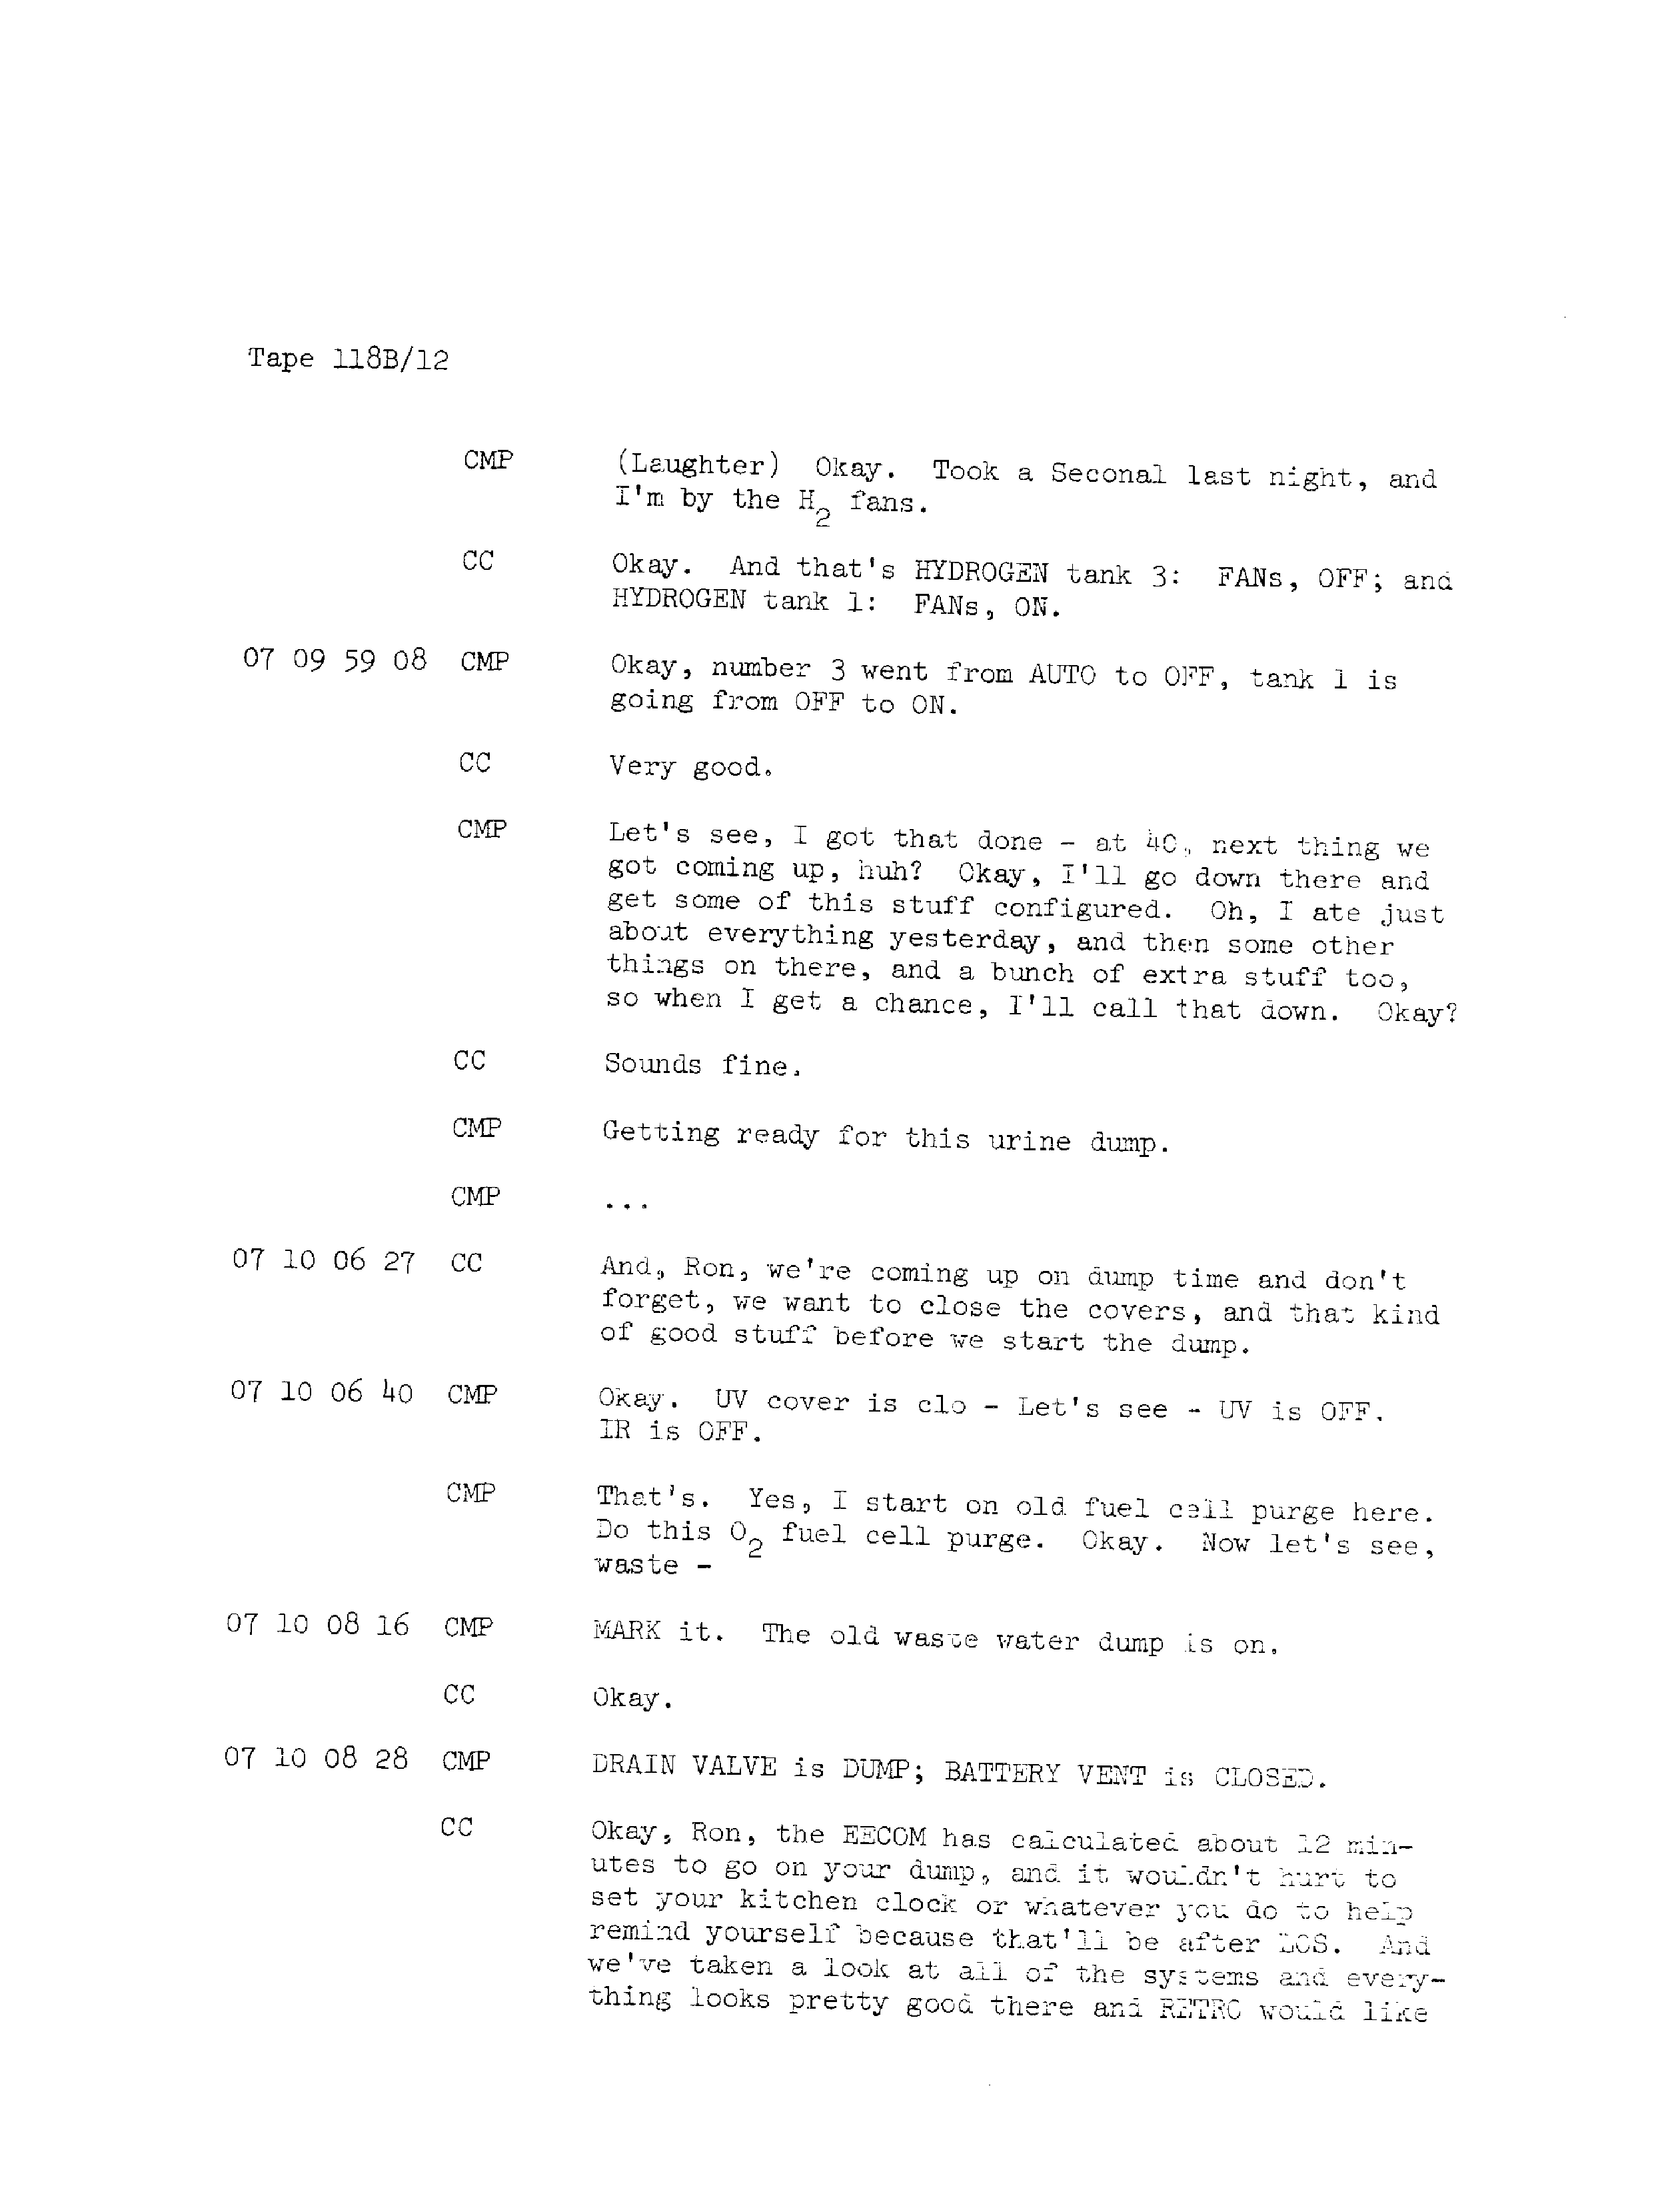 Tape 118B/12
CMP (Laughter) Okay. Took a Seconal last night, and
I'm by the H2 fans.
CC Okay. And that's HYDROGEN tank 3: FANs, OFF; and
HYDROGEN tank 1: FANs, ON.
07 09 59 08 CMP Okay, number 3 went from AUTO to OFF, tank 1 is
going from OFF to ON.
CC Very good.
CMP Let's see, I got that done - at 40, next thing we
got coming up, huh? Okay, I'll go down there and
get some of this stuff configured. Oh, I ate just
about everything yesterday, and then some other
things on there, and a bunch of extra stuff too,
so when I get a chance, I'll call that down. Okay?
CC Sounds fine.
CMP Getting ready for this urine dump.
CMP ...
07 10 06 27 CC And, Ron, we're coming up on dump time and don't
forget, we want to close the covers, and that kind
of good stuff before we start the dump.
07 10 06 40 CMP Okay. UV cover is clo - Let's see - UV is OFF.
IR is OFF.
CMP That's. Yes, I start on old fuel cell purge here.
Do this O2 fuel cell purge. Okay. Now let's see,
waste -
07 10 08 16 CMP MARK it. The old waste water dump is on.
CC Okay.
07 10 08 28 CMP DRAIN VALVE is DUMP; BATTERY VENT is CLOSED.
CC Okay, Ron, the EECOM has calculated about 12 min-
utes to go on your dump, and it wouldn't hurt to
set your kitchen clock or whatever you do to help
remind yourself because that'll be after LOS. And
we've taken a look at all of the systems and every-
thing looks pretty good there and RETRO would like